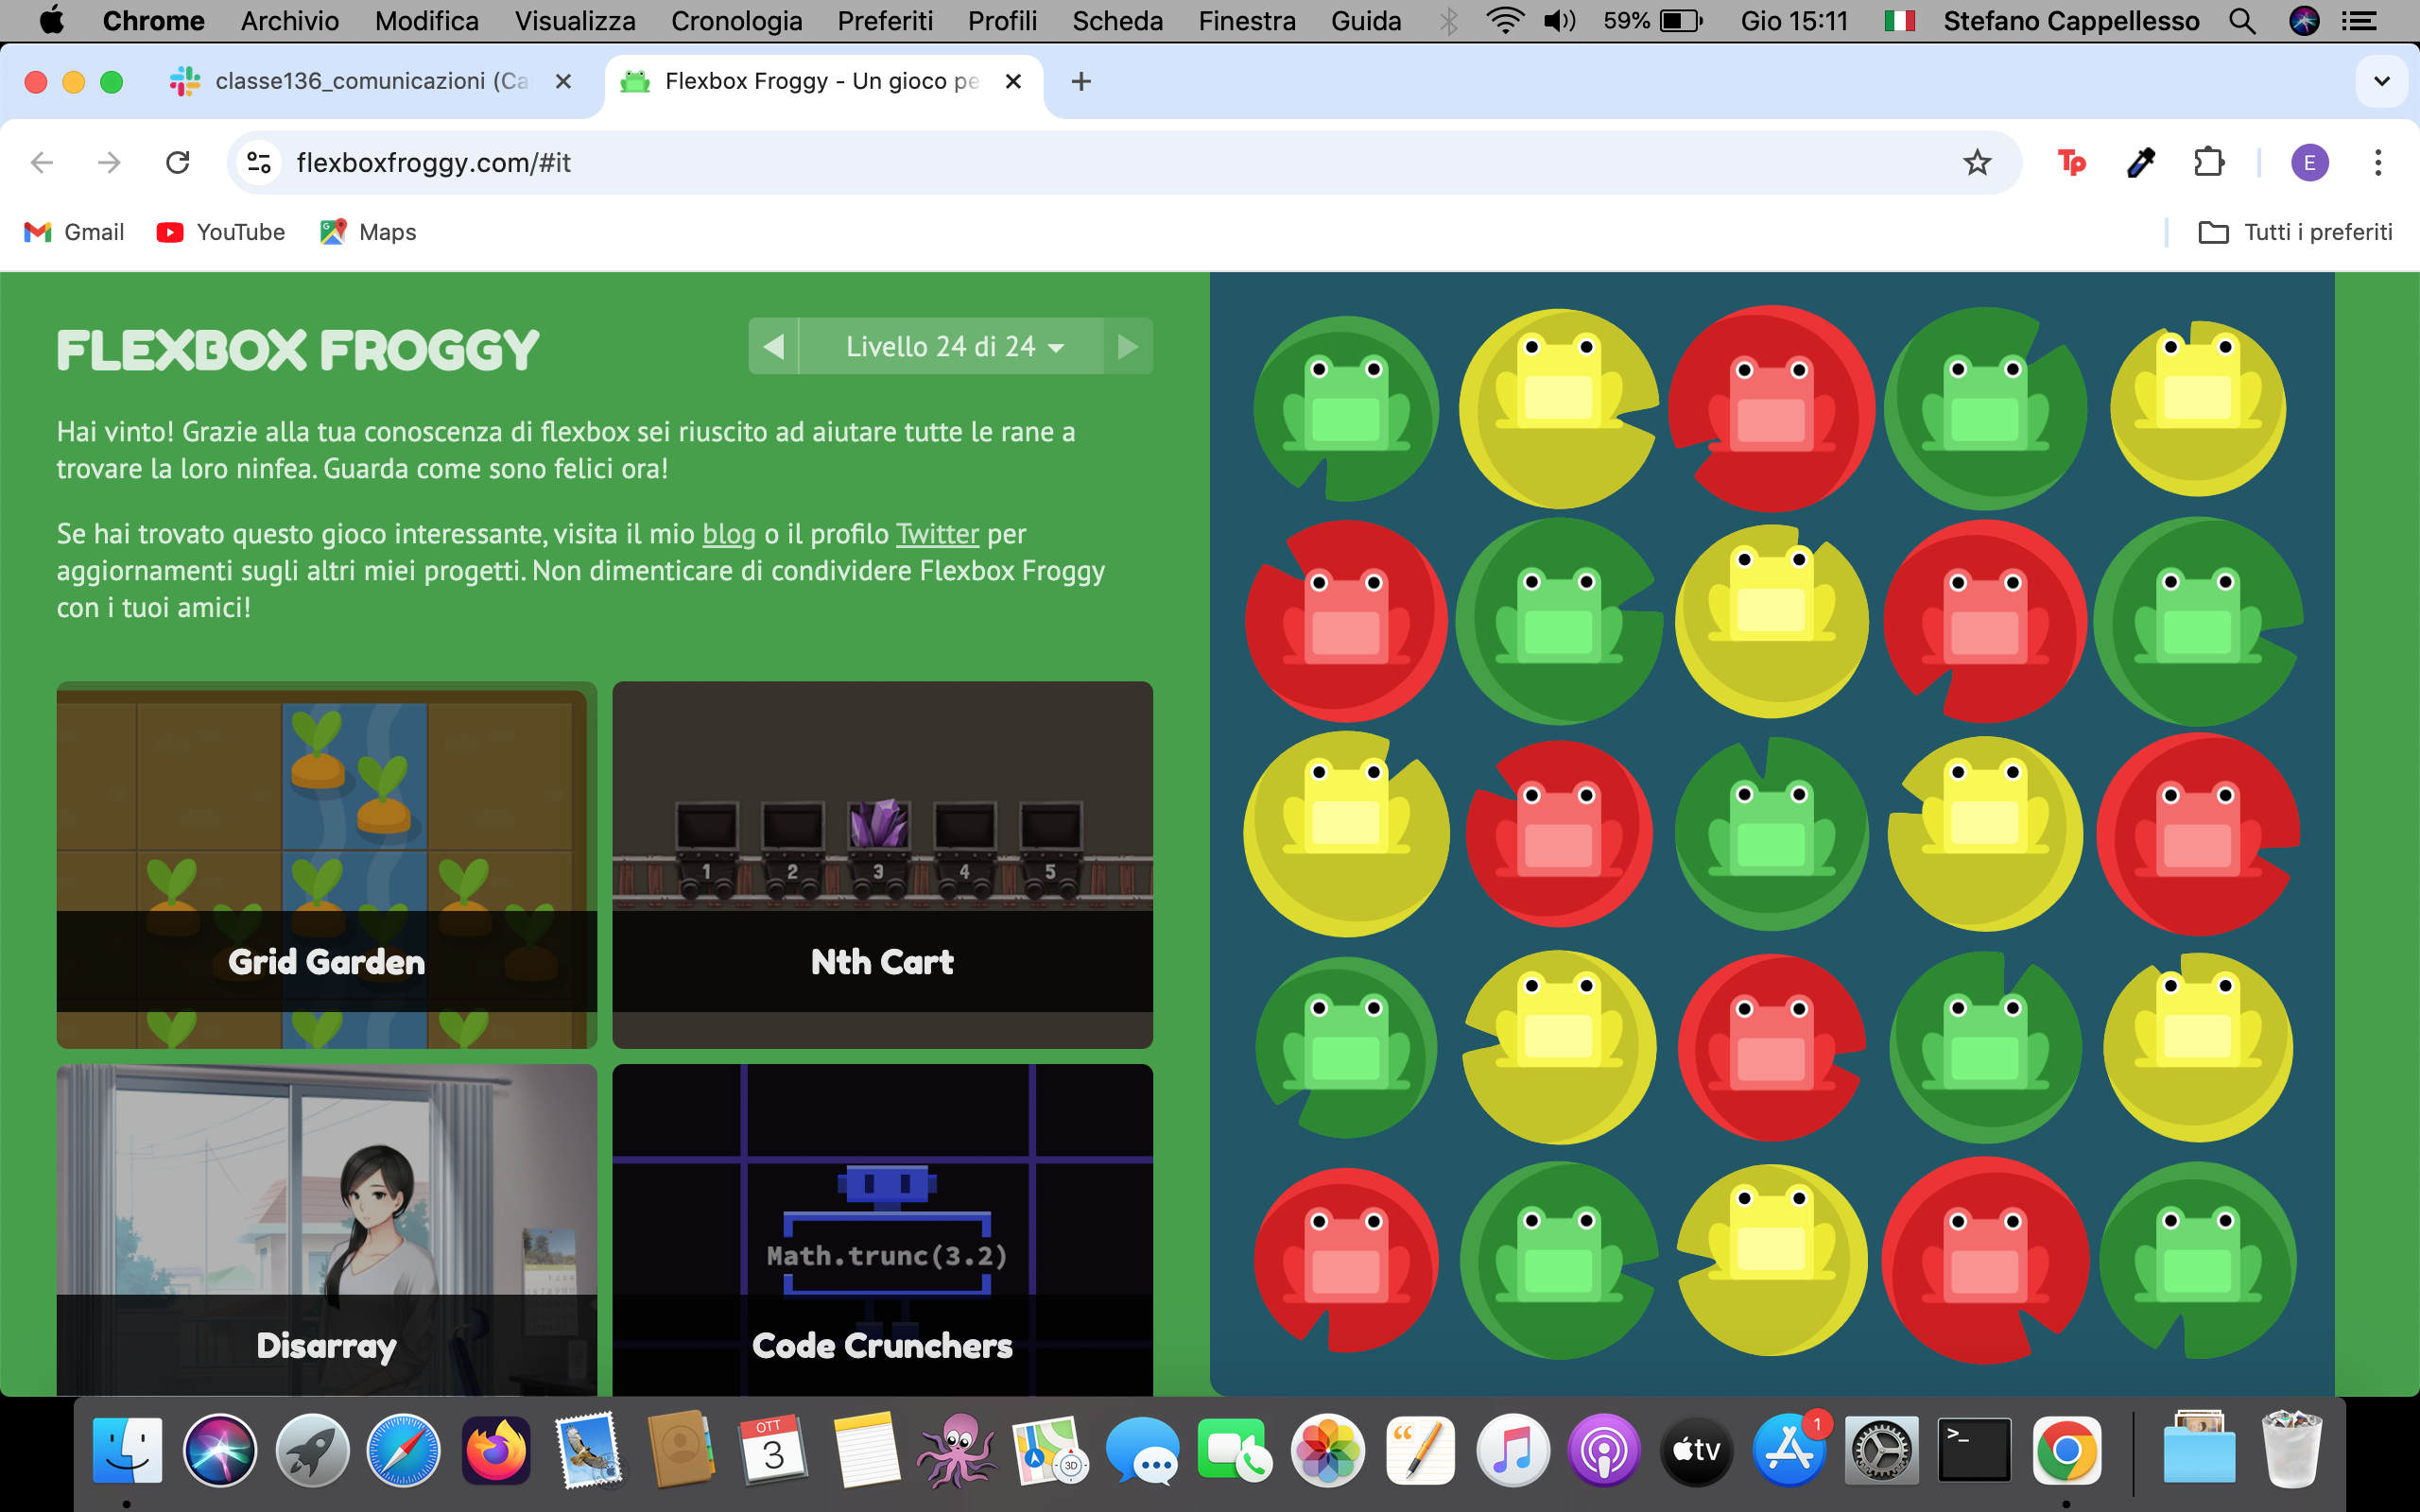 Chrome Archivio Modifica Visualizza Cronologia Preferiti Profili Scheda Finestra Guida 59% Gio 15:11 Stefano Cappellesso
classe136_comunicazioni (Ca
Flexbox Froggy - Un gioco pe
flexboxfroggy.com/#it
Tp
E
Gmail YouTube Maps Tutti i preferiti
FLEXBOX FROGGY
Livello 24 di 24
Hai vinto! Grazie alla tua conoscenza di flexbox sei riuscito ad aiutare tutte le rane a
trovare la loro ninfea. Guarda come sono felici ora!
Se hai trovato questo gioco interessante, visita il mio blog o il profilo Twitter per
aggiornamenti sugli altri miei progetti. Non dimenticare di condividere Flexbox Froggy
con i tuoi amici!
1 2 3 4 5
Grid Garden
Nth Cart
Math.trunc(3.2)
Disarray
Code Crunchers
OTT
3
3D
tv
1
>_